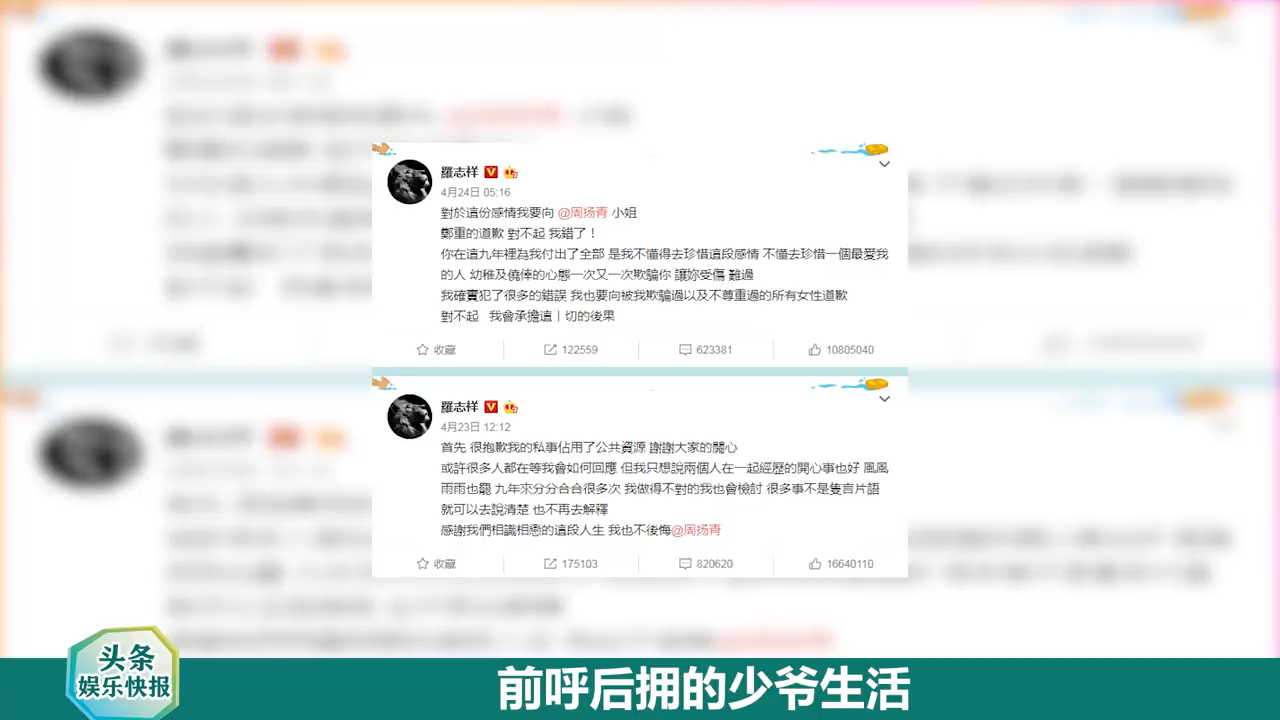 羅志祥
4月24日 05:16
對於這份感情我要向 @周扬青 小姐
鄭重的道歉 對不起 我錯了！
你在這九年裡為我付出了全部 是我不懂得去珍惜這段感情 不懂去珍惜一個最愛我
的人 幼稚及僥倖的心態一次又一次欺騙你 讓妳受傷 難過
我確實犯了很多的錯誤 我也要向被我欺騙過以及不尊重過的所有女性道歉
對不起 我會承擔這｜切的後果
收藏 122559 623381 10805040
羅志祥
4月23日 12:12
首先 很抱歉我的私事佔用了公共資源 謝謝大家的關心
或許很多人都在等我會如何回應 但我只想說兩個人在一起經歷的開心事也好 風風
雨雨也罷 九年來分分合合很多次 我做得不對的我也會檢討 很多事不是隻言片語
就可以去說清楚 也不再去解釋
感謝我們相識相戀的這段人生 我也不後悔@周扬青
收藏 175103 820620 16640110
头条
娱乐快报
前呼后拥的少爷生活